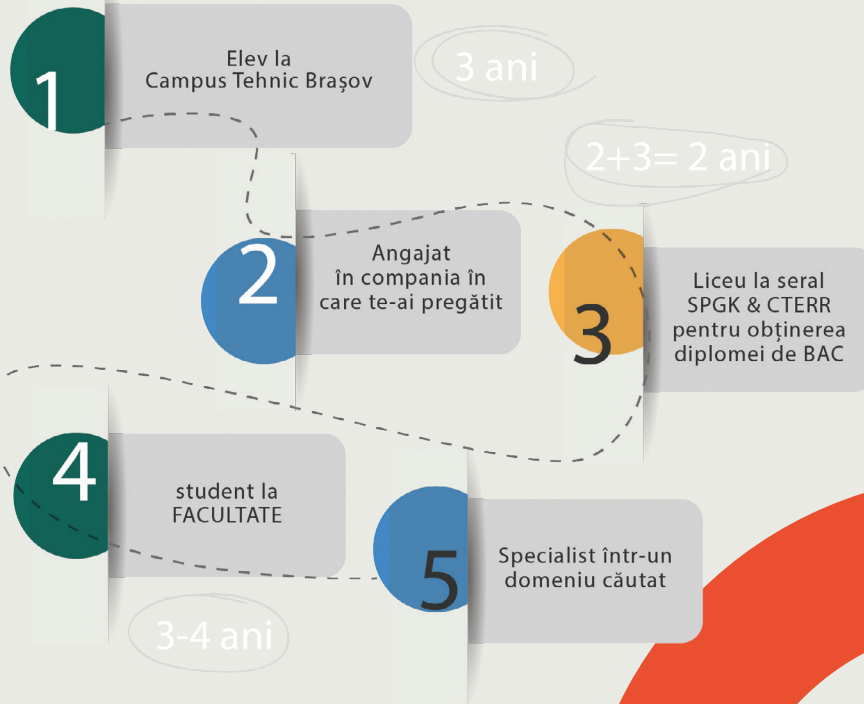 1
Elev la
Campus Tehnic Brașov
3 ani
2+3= 2 ani
2
Angajat
în compania în
care te-ai pregătit
3
Liceu la seral
SPGK & CTERR
pentru obținerea
diplomei de BAC
4
student la
FACULTATE
3-4 ani
5
Specialist într-un
domeniu căutat